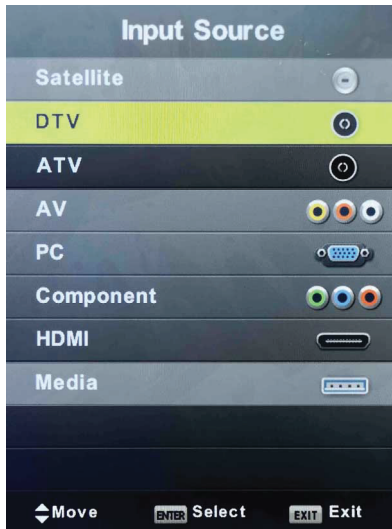 Input Source
Satellite
DTV
ATV
AV
PC
Component
HDMI
Media
Move ENTER Select EXIT Exit